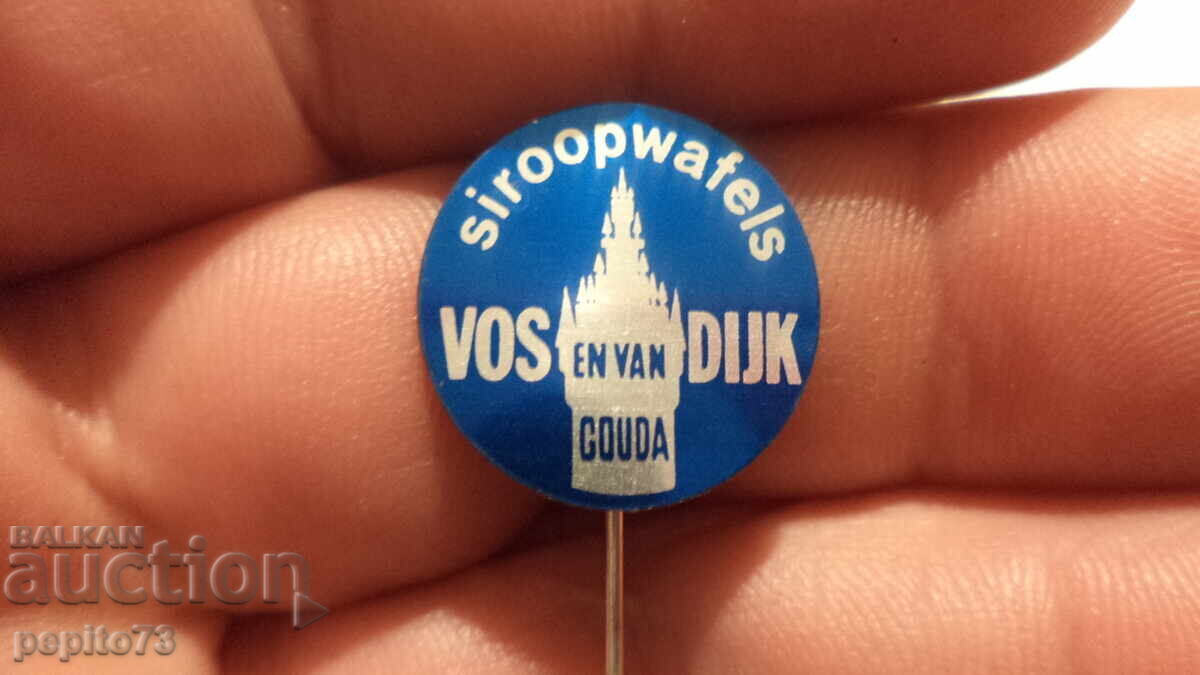 siroopwafels
VOS EN VAN DIJK
GOUDA
BALKAN
auction
pepito73